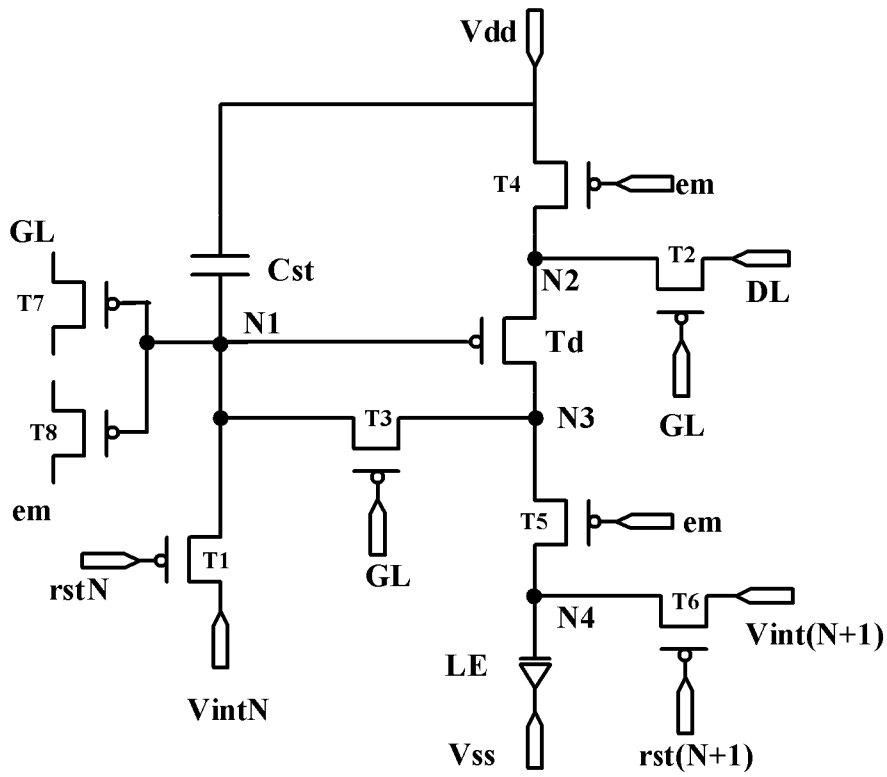 Vdd
T4
em
GL
T2
Cst
N2
DL
T7
N1
Td
T3
N3
T8
GL
em
T5
em
T1
rstN
GL
N4
T6
Vint(N+1)
LE
VintN
Vss
rst(N+1)